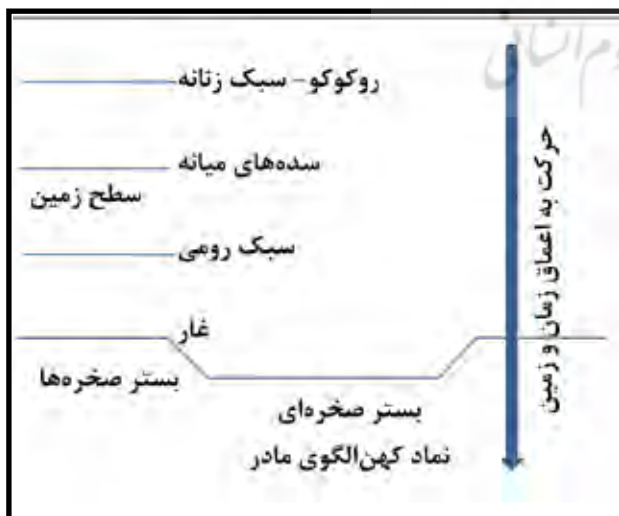 روکوکو- سبک زنانه
سده‌های میانه
سطح زمین
سبک رومی
غار
بستر صخره‌ها
بستر صخره‌ای
نماد کهن‌الگوی مادر
حرکت به اعماق زمان و زمین